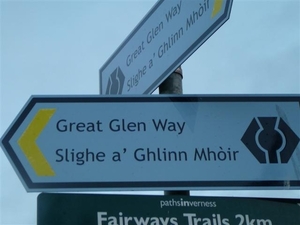 Great Glen Way
Slighe a' Ghlinn Mhòir
Great Glen Way
Slighe a' Ghlinn Mhòir
pathsinverness
Fairways Trails 2km